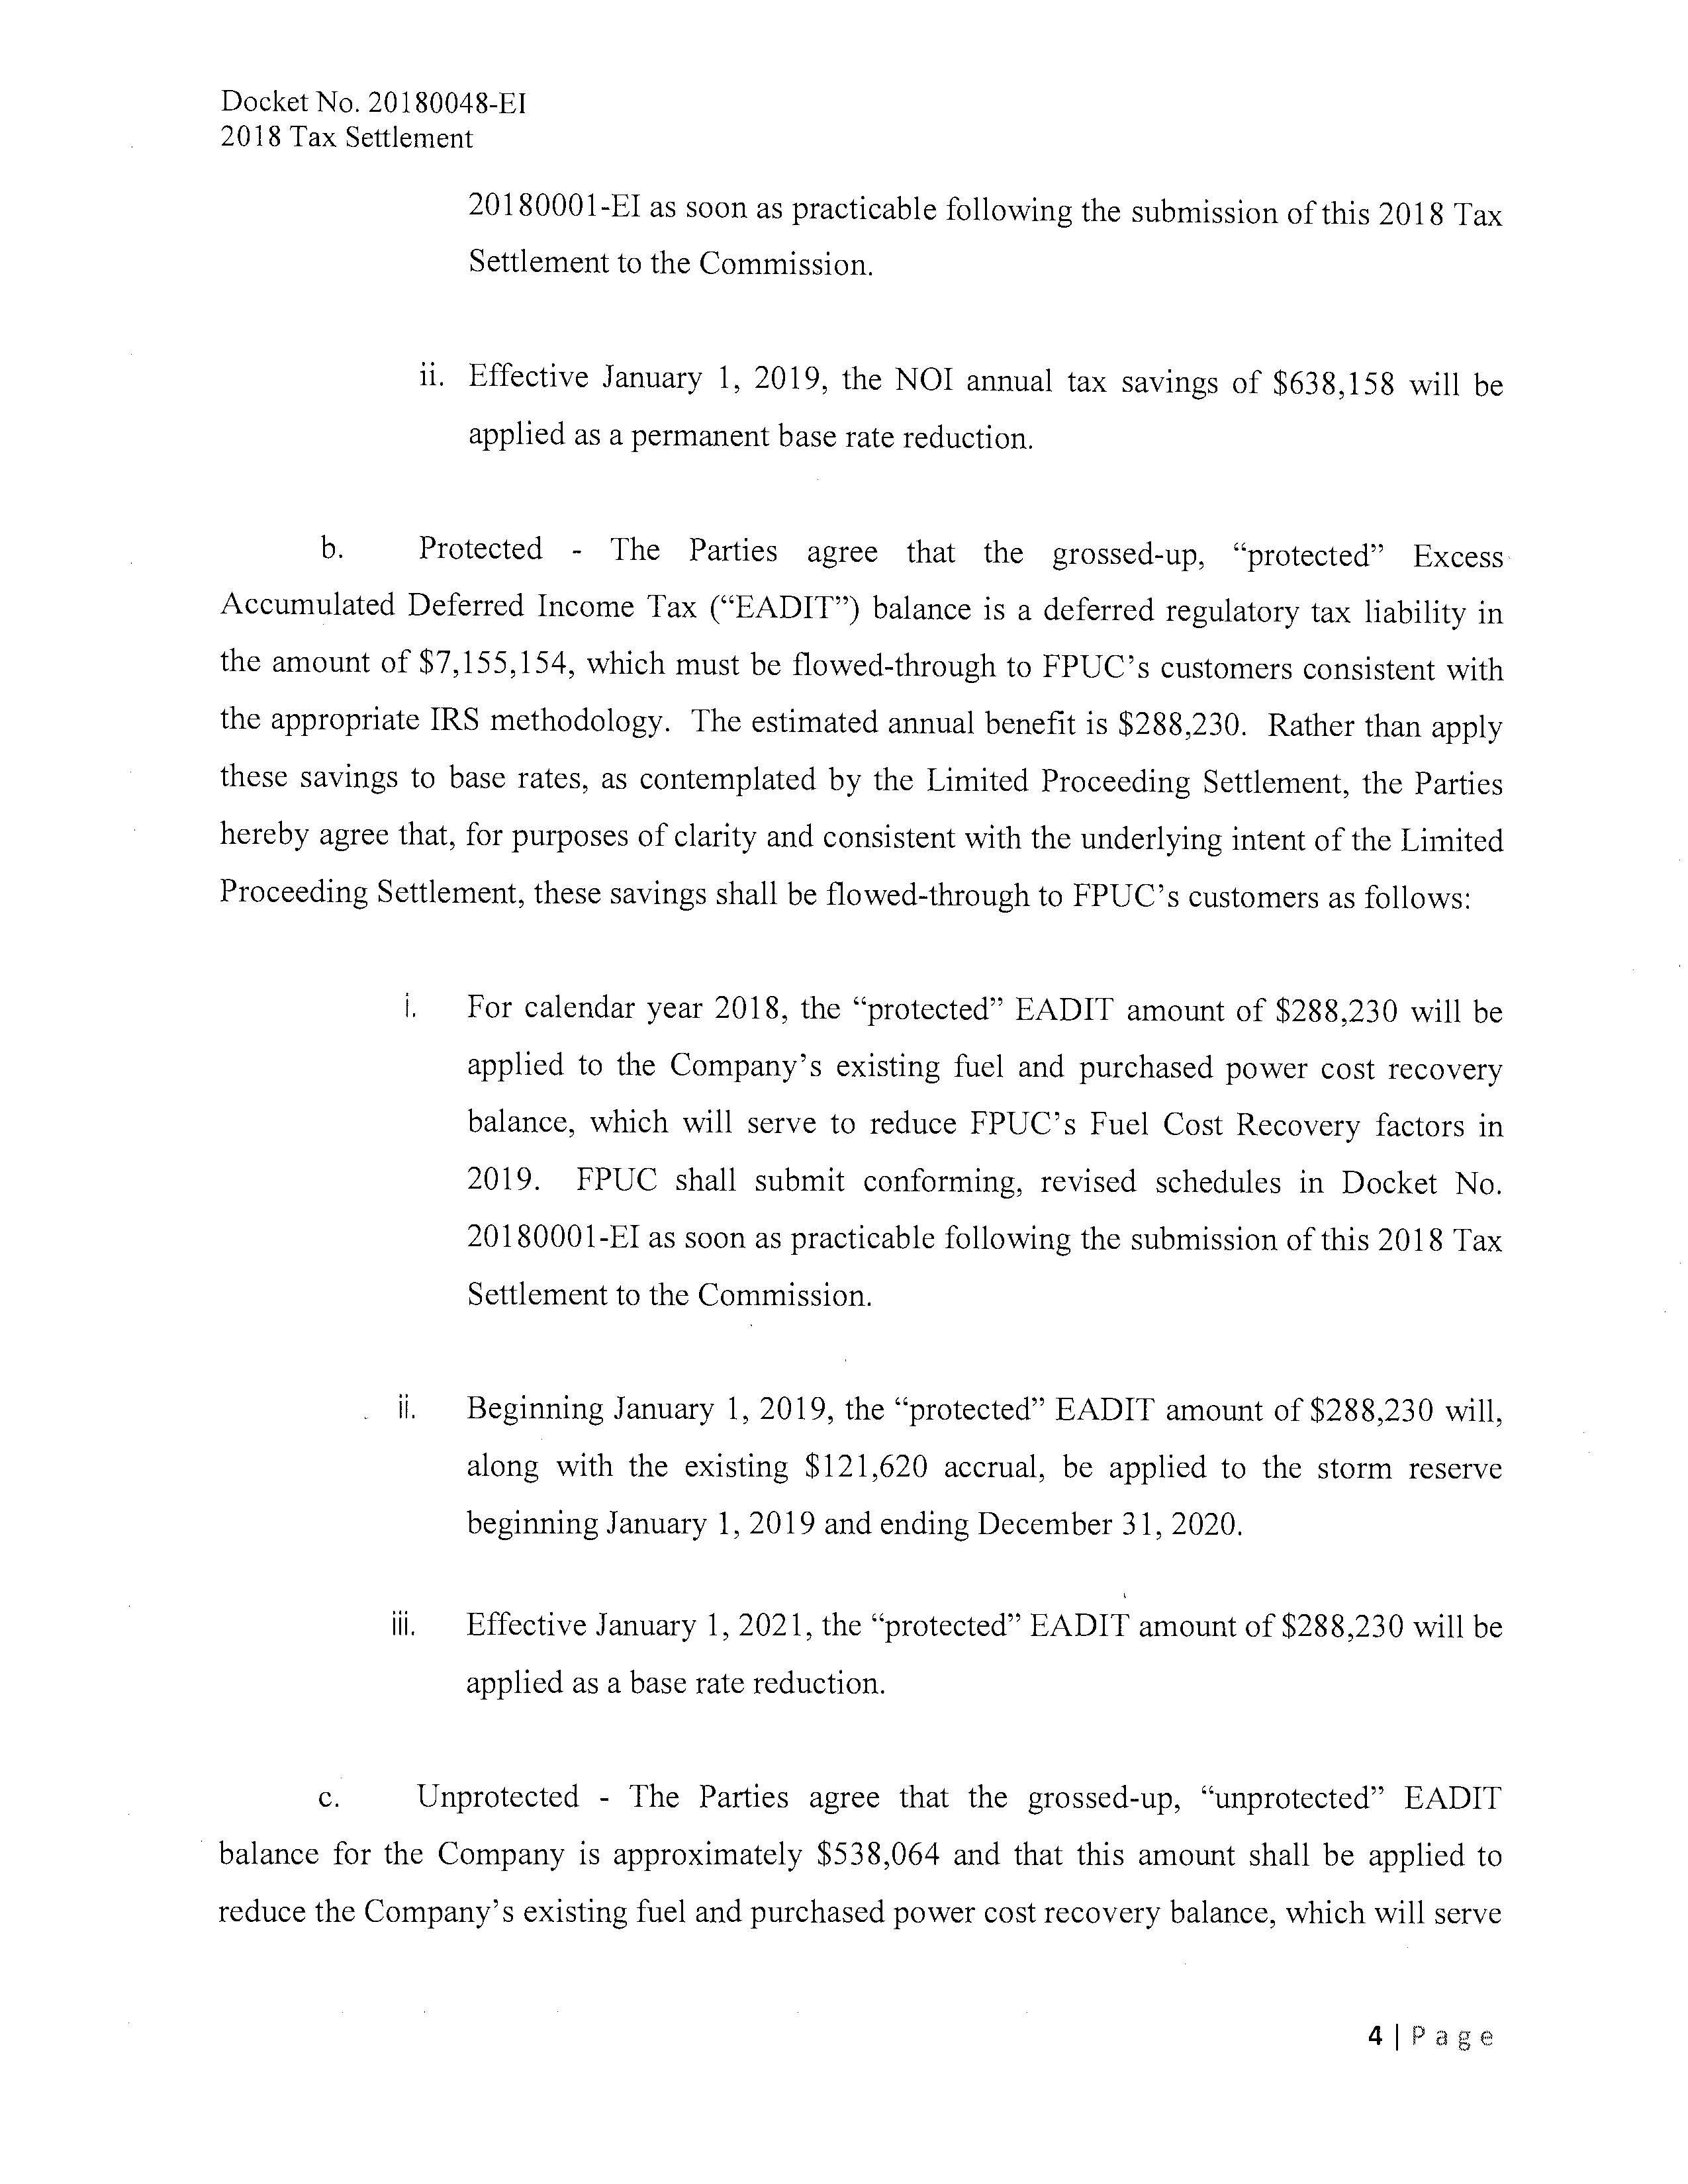 Docket No. 20180048-EI
2018 Tax Settlement
20180001-EI as soon as practicable following the submission of this 2018 Tax
Settlement to the Commission.
ii. Effective January 1, 2019, the NOI annual tax savings of $638,158 will be
applied as a permanent base rate reduction.
b. Protected - The Parties agree that the grossed-up, “protected” Excess
Accumulated Deferred Income Tax (“EADIT”) balance is a deferred regulatory tax liability in
the amount of $7,155,154, which must be flowed-through to FPUC’s customers consistent with
the appropriate IRS methodology. The estimated annual benefit is $288,230. Rather than apply
these savings to base rates, as contemplated by the Limited Proceeding Settlement, the Parties
hereby agree that, for purposes of clarity and consistent with the underlying intent of the Limited
Proceeding Settlement, these savings shall be flowed-through to FPUC’s customers as follows:
i. For calendar year 2018, the “protected” EADIT amount of $288,230 will be
applied to the Company’s existing fuel and purchased power cost recovery
balance, which will serve to reduce FPUC’s Fuel Cost Recovery factors in
2019. FPUC shall submit conforming, revised schedules in Docket No.
20180001-EI as soon as practicable following the submission of this 2018 Tax
Settlement to the Commission.
ii. Beginning January 1, 2019, the “protected” EADIT amount of $288,230 will,
along with the existing $121,620 accrual, be applied to the storm reserve
beginning January 1, 2019 and ending December 31, 2020.
iii. Effective January 1, 2021, the “protected” EADIT amount of $288,230 will be
applied as a base rate reduction.
c. Unprotected - The Parties agree that the grossed-up, “unprotected” EADIT
balance for the Company is approximately $538,064 and that this amount shall be applied to
reduce the Company’s existing fuel and purchased power cost recovery balance, which will serve
4 | Page